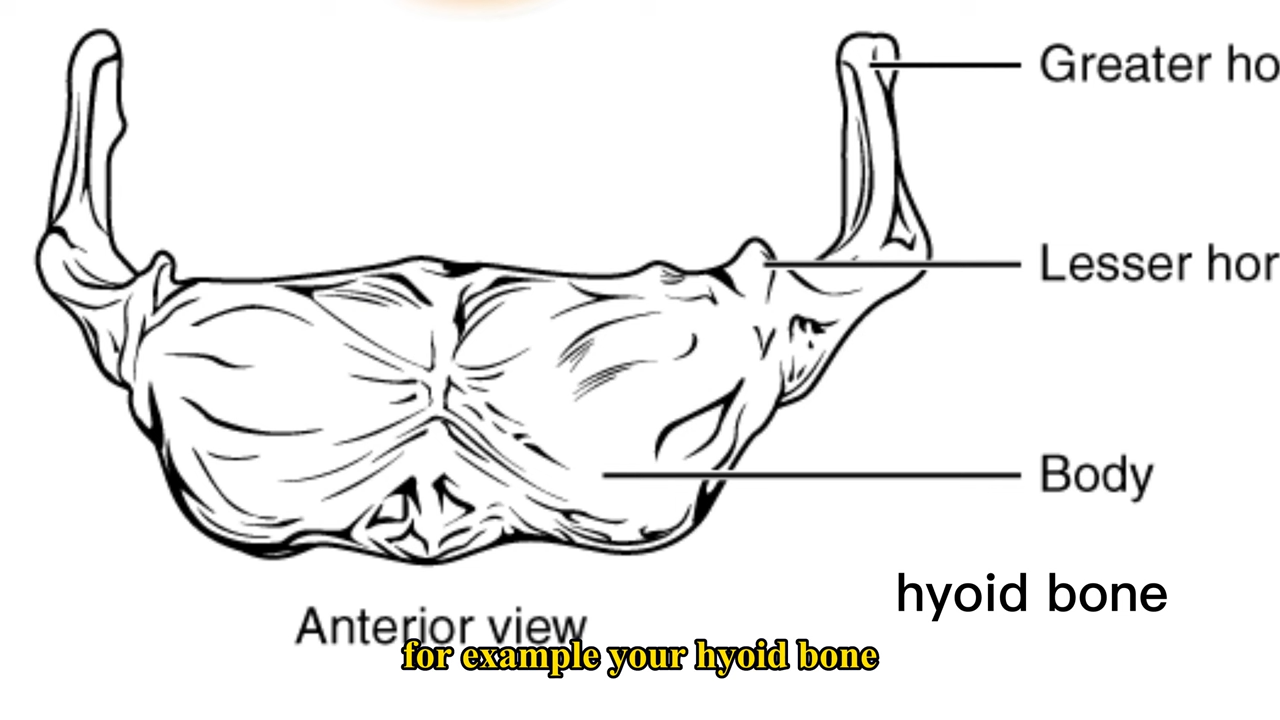 Greater ho
Lesser hor
Body
hyoid bone
Anterior view
for example your hyoid bone